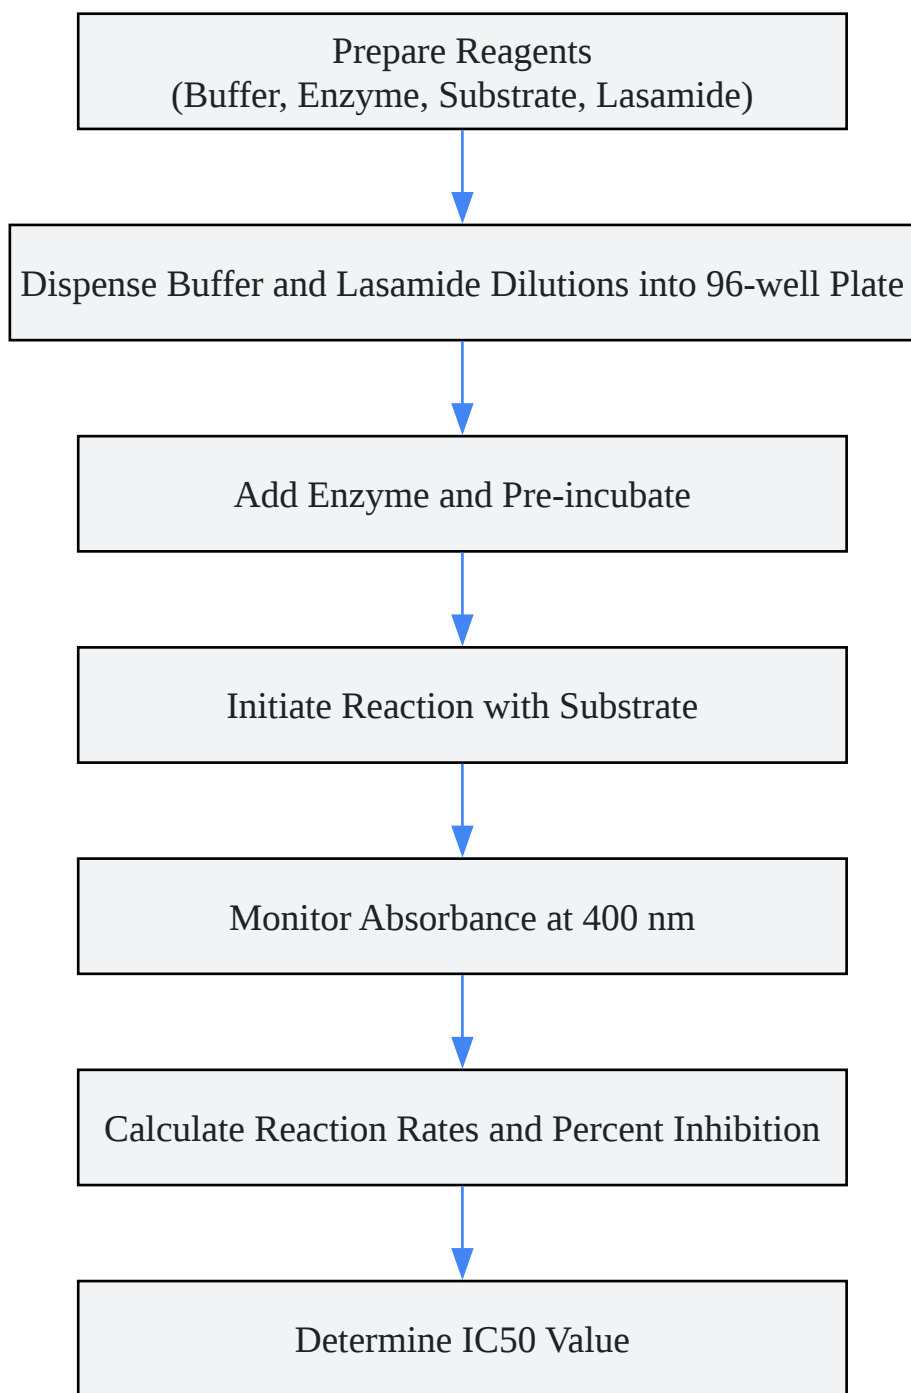 Prepare Reagents
(Buffer, Enzyme, Substrate, Lasamide)
Dispense Buffer and Lasamide Dilutions into 96-well Plate
Add Enzyme and Pre-incubate
Initiate Reaction with Substrate
Monitor Absorbance at 400 nm
Calculate Reaction Rates and Percent Inhibition
Determine IC50 Value